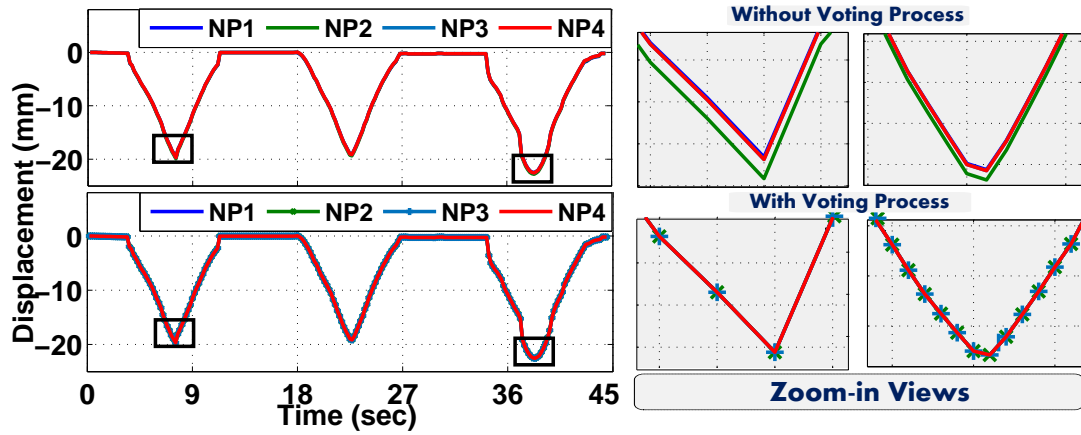 NP1 NP2 NP3 NP4
0
−10
−20
NP1 NP2 NP3 NP4
0
−10
−20
0 9 18 27 36 45
Displacement (mm)
Time (sec)
Without Voting Process
With Voting Process
Zoom-in Views